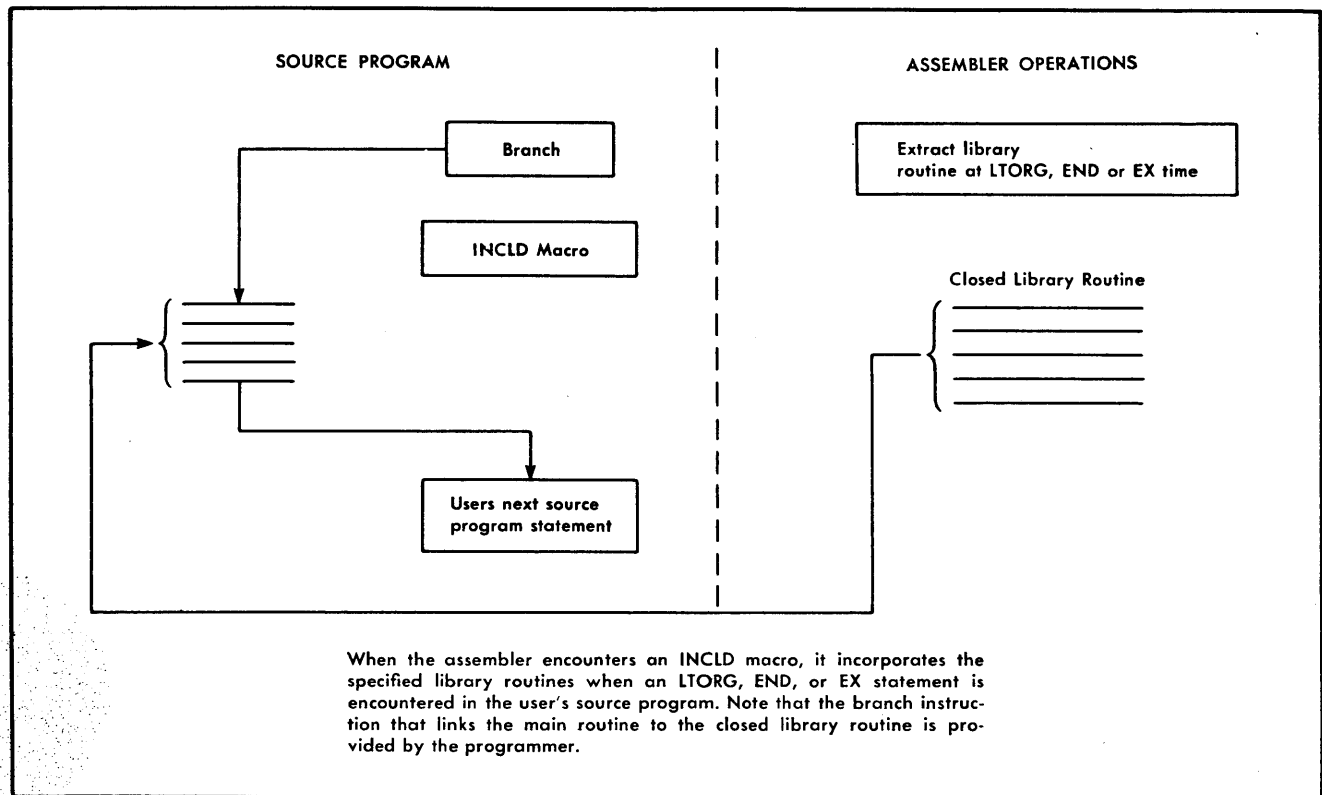 SOURCE PROGRAM
Branch
INCLD Macro
Users next source
program statement
ASSEMBLER OPERATIONS
Extract library
routine at LTORG, END or EX time
Closed Library Routine
When the assembler encounters an INCLD macro, it incorporates the
specified library routines when an LTORG, END, or EX statement is
encountered in the user's source program. Note that the branch instruc-
tion that links the main routine to the closed library routine is pro-
vided by the programmer.